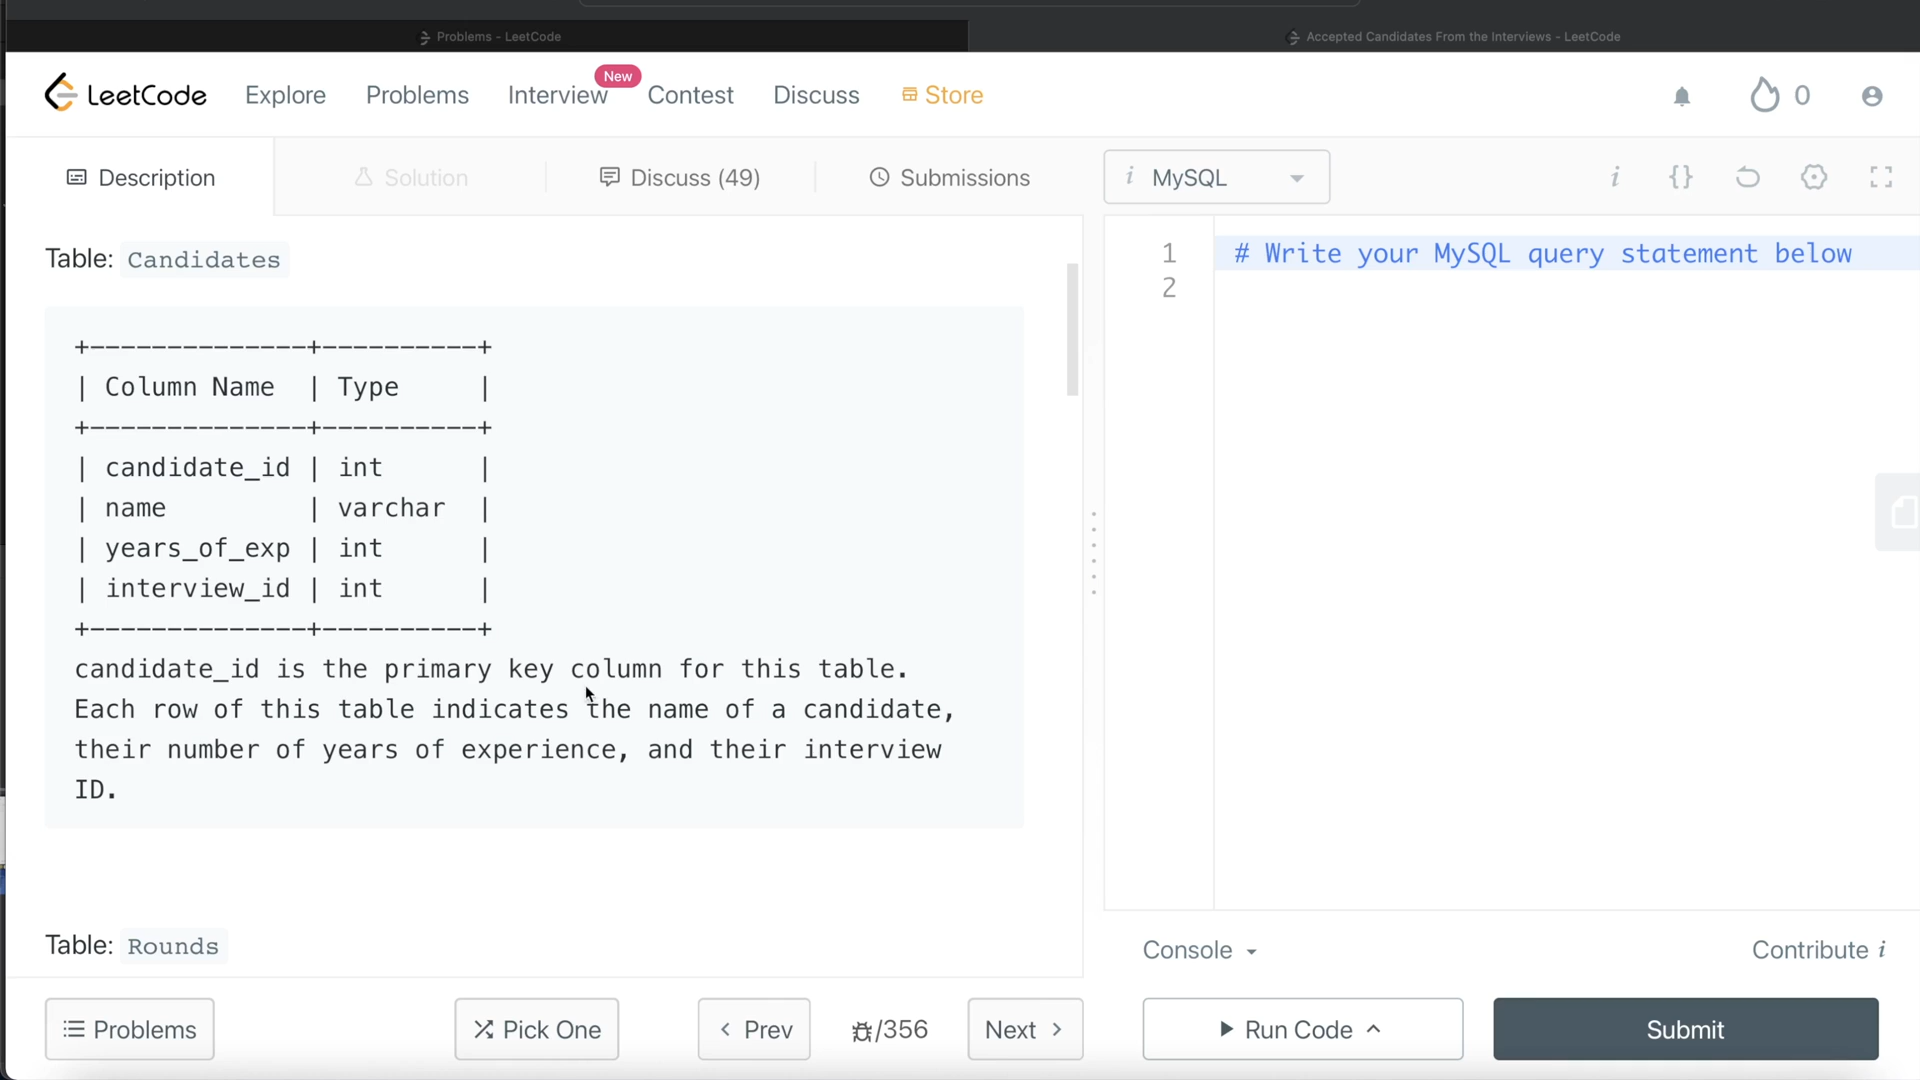 Problems - LeetCode
Accepted Candidates From the Interviews - LeetCode
LeetCode
Explore
Problems
Interview
New
Contest
Discuss
Store
0
Description
Solution
Discuss (49)
Submissions
i MySQL
i {}
Table: Candidates
+--------------+----------+
| Column Name  | Type     |
+--------------+----------+
| candidate_id | int      |
| name         | varchar  |
| years_of_exp | int      |
| interview_id | int      |
+--------------+----------+
candidate_id is the primary key column for this table.
Each row of this table indicates the name of a candidate,
their number of years of experience, and their interview
ID.
Table: Rounds
1 # Write your MySQL query statement below
2
Console
Contribute i
Problems
Pick One
Prev
/356
Next
Run Code
Submit